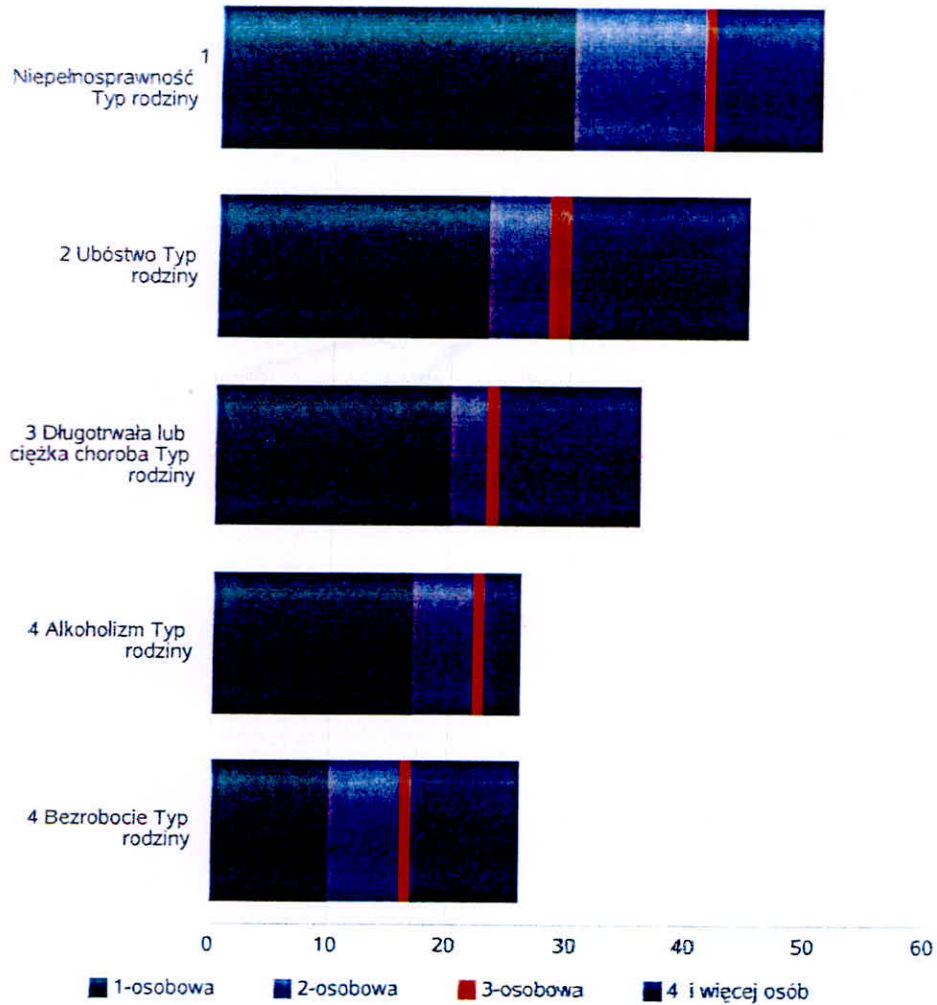 1
Niepełnosprawność
Typ rodziny
2 Ubóstwo Typ
rodziny
3 Długotrwała lub
ciężka choroba Typ
rodziny
4 Alkoholizm Typ
rodziny
4 Bezrobocie Typ
rodziny
0 10 20 30 40 50 60
1-osobowa 2-osobowa 3-osobowa 4 i więcej osób